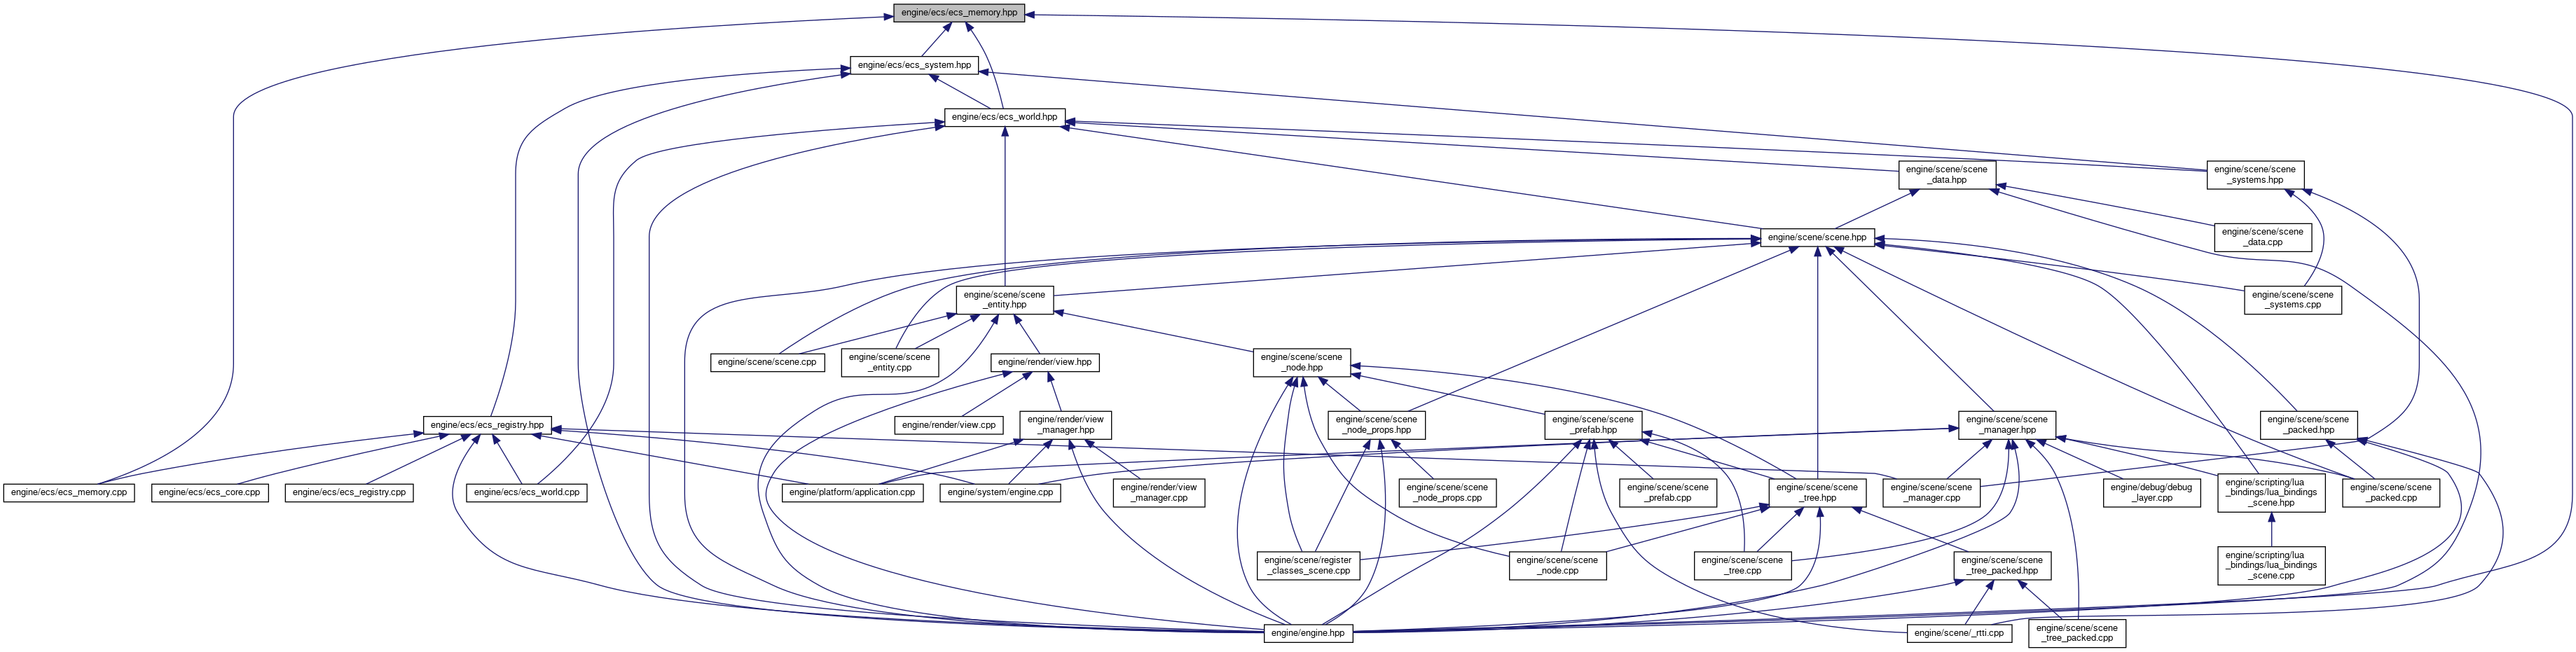 engine/ecs/ecs_memory.hpp
engine/ecs/ecs_system.hpp
engine/ecs/ecs_world.hpp
engine/scene/scene
_data.hpp
engine/scene/scene
_systems.hpp
engine/scene/scene.hpp
engine/scene/scene
_data.cpp
engine/scene/scene
_entity.hpp
engine/scene/scene
_systems.cpp
engine/scene/scene.cpp
engine/scene/scene
_entity.cpp
engine/render/view.hpp
engine/scene/scene
_node.hpp
engine/ecs/ecs_registry.hpp
engine/render/view.cpp
engine/render/view
_manager.hpp
engine/scene/scene
_node_props.hpp
engine/scene/scene
_prefab.hpp
engine/scene/scene
_manager.hpp
engine/scene/scene
_packed.hpp
engine/ecs/ecs_memory.cpp
engine/ecs/ecs_core.cpp
engine/ecs/ecs_registry.cpp
engine/ecs/ecs_world.cpp
engine/platform/application.cpp
engine/system/engine.cpp
engine/render/view
_manager.cpp
engine/scene/scene
_node_props.cpp
engine/scene/scene
_prefab.cpp
engine/scene/scene
_tree.hpp
engine/scene/scene
_manager.cpp
engine/debug/debug
_layer.cpp
engine/scripting/lua
_bindings/lua_bindings
_scene.hpp
engine/scene/scene
_packed.cpp
engine/scene/register
_classes_scene.cpp
engine/scene/scene
_node.cpp
engine/scene/scene
_tree.cpp
engine/scene/scene
_tree_packed.hpp
engine/scripting/lua
_bindings/lua_bindings
_scene.cpp
engine/engine.hpp
engine/scene/_rtti.cpp
engine/scene/scene
_tree_packed.cpp